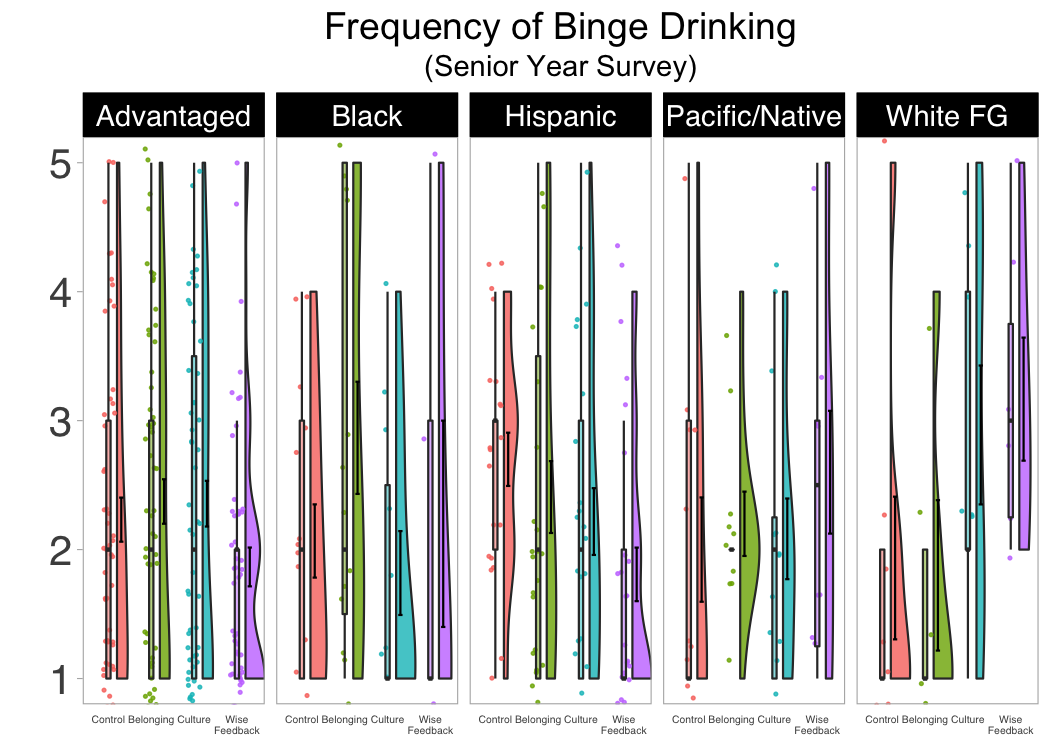 Frequency of Binge Drinking
(Senior Year Survey)
Advantaged Black Hispanic Pacific/Native White FG
5
4
3
2
1
Control Belonging Culture Wise Feedback Control Belonging Culture Wise Feedback Control Belonging Culture Wise Feedback Control Belonging Culture Wise Feedback Control Belonging Culture Wise Feedback